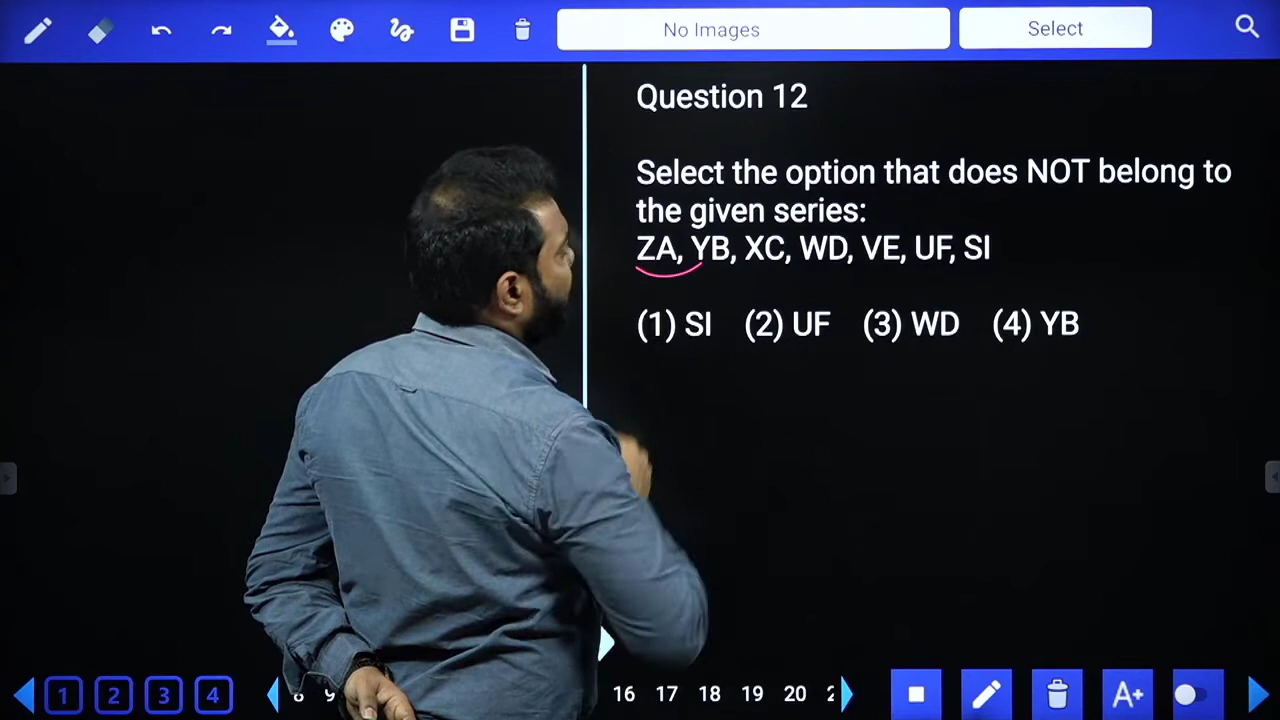 No Images
Select
Question 12
Select the option that does NOT belong to
the given series:
ZA, YB, XC, WD, VE, UF, SI
(1) SI (2) UF (3) WD (4) YB
1 2 3 4 8 9 16 17 18 19 20 A+